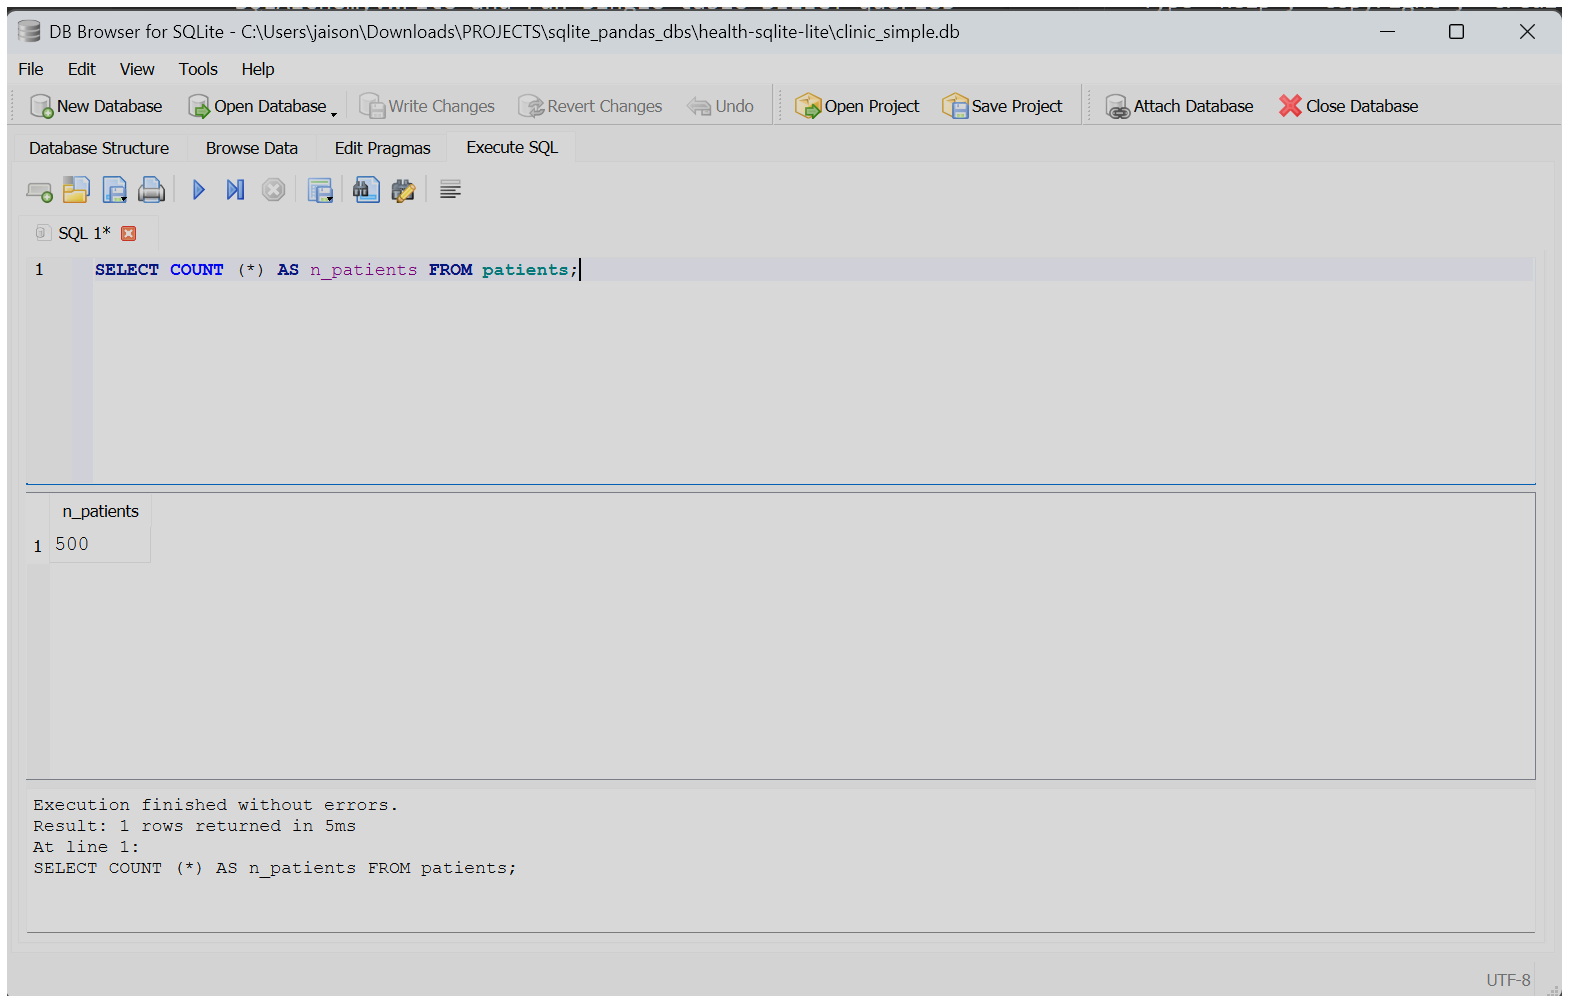 DB Browser for SQLite - C:\Users\jaison\Downloads\PROJECTS\sqlite_pandas_dbs\health-sqlite-lite\clinic_simple.db
File Edit View Tools Help
New Database Open Database Write Changes Revert Changes Undo Open Project Save Project Attach Database Close Database
Database Structure Browse Data Edit Pragmas Execute SQL
SQL 1*
1 SELECT COUNT (*) AS n_patients FROM patients;
n_patients
1 500
Execution finished without errors.
Result: 1 rows returned in 5ms
At line 1:
SELECT COUNT (*) AS n_patients FROM patients;
UTF-8